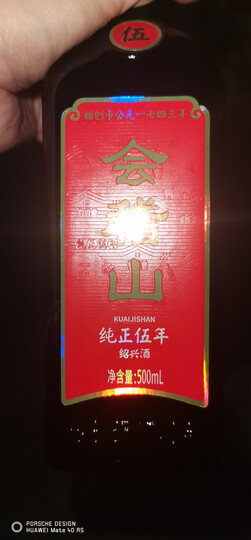 伍
始创于公元一七四三年
会
稽
山
KUAIJISHAN
纯正伍年
绍兴酒
净含量:500mL
PORSCHE DESIGN
HUAWEI Mate 40 RS